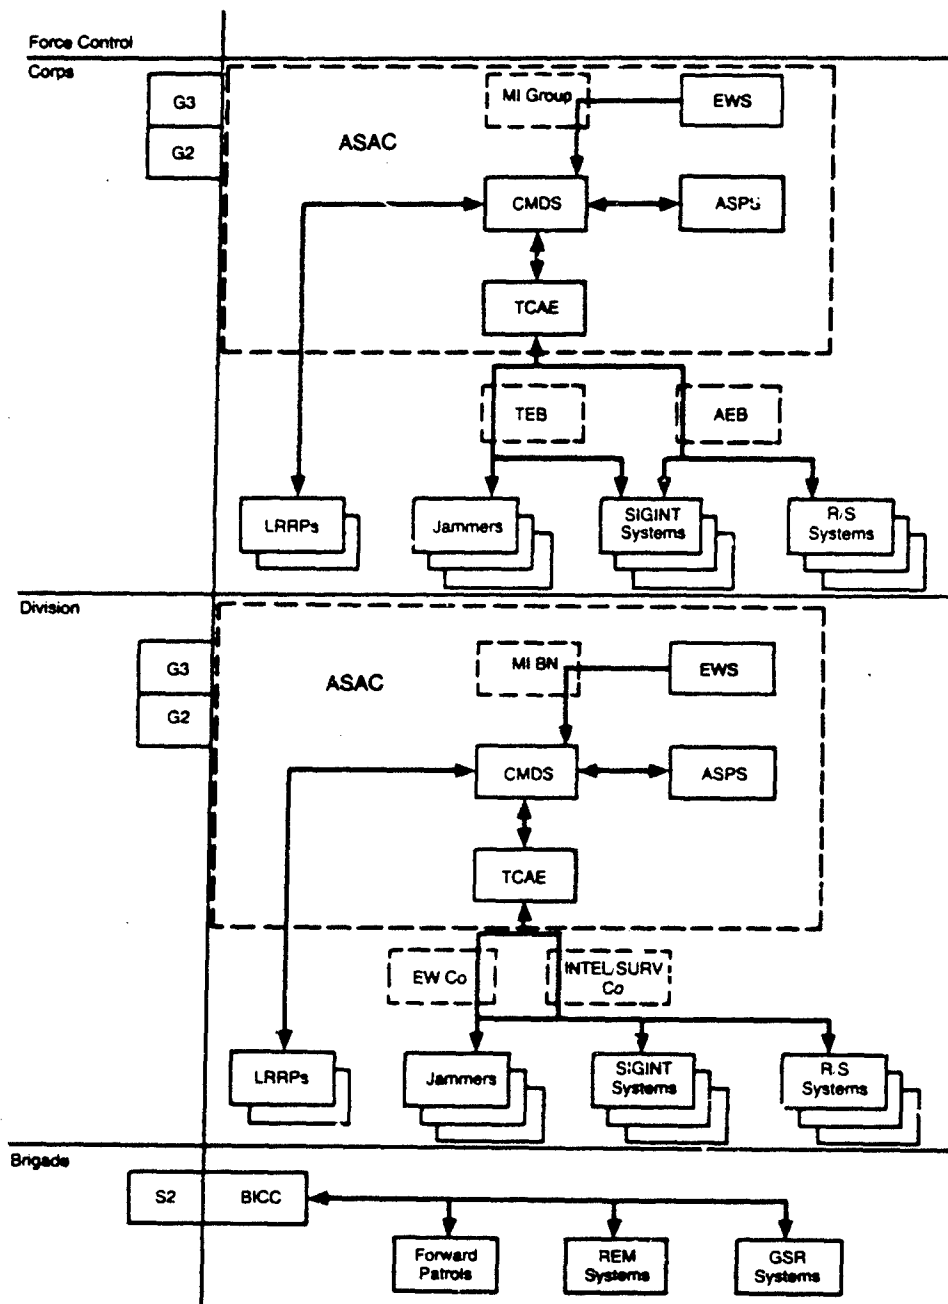 Force Control
Corps
G3
G2
ASAC
MI Group
EWS
CMDS
ASPS
TCAE
TEB
AEB
LRRPs
Jammers
SIGINT
Systems
R/S
Systems
Division
G3
G2
ASAC
MI BN
EWS
CMDS
ASPS
TCAE
EW Co
INTEL/SURV
Co
LRRPs
Jammers
SIGINT
Systems
R/S
Systems
Brigade
S2
BICC
Forward
Patrols
REM
Systems
GSR
Systems